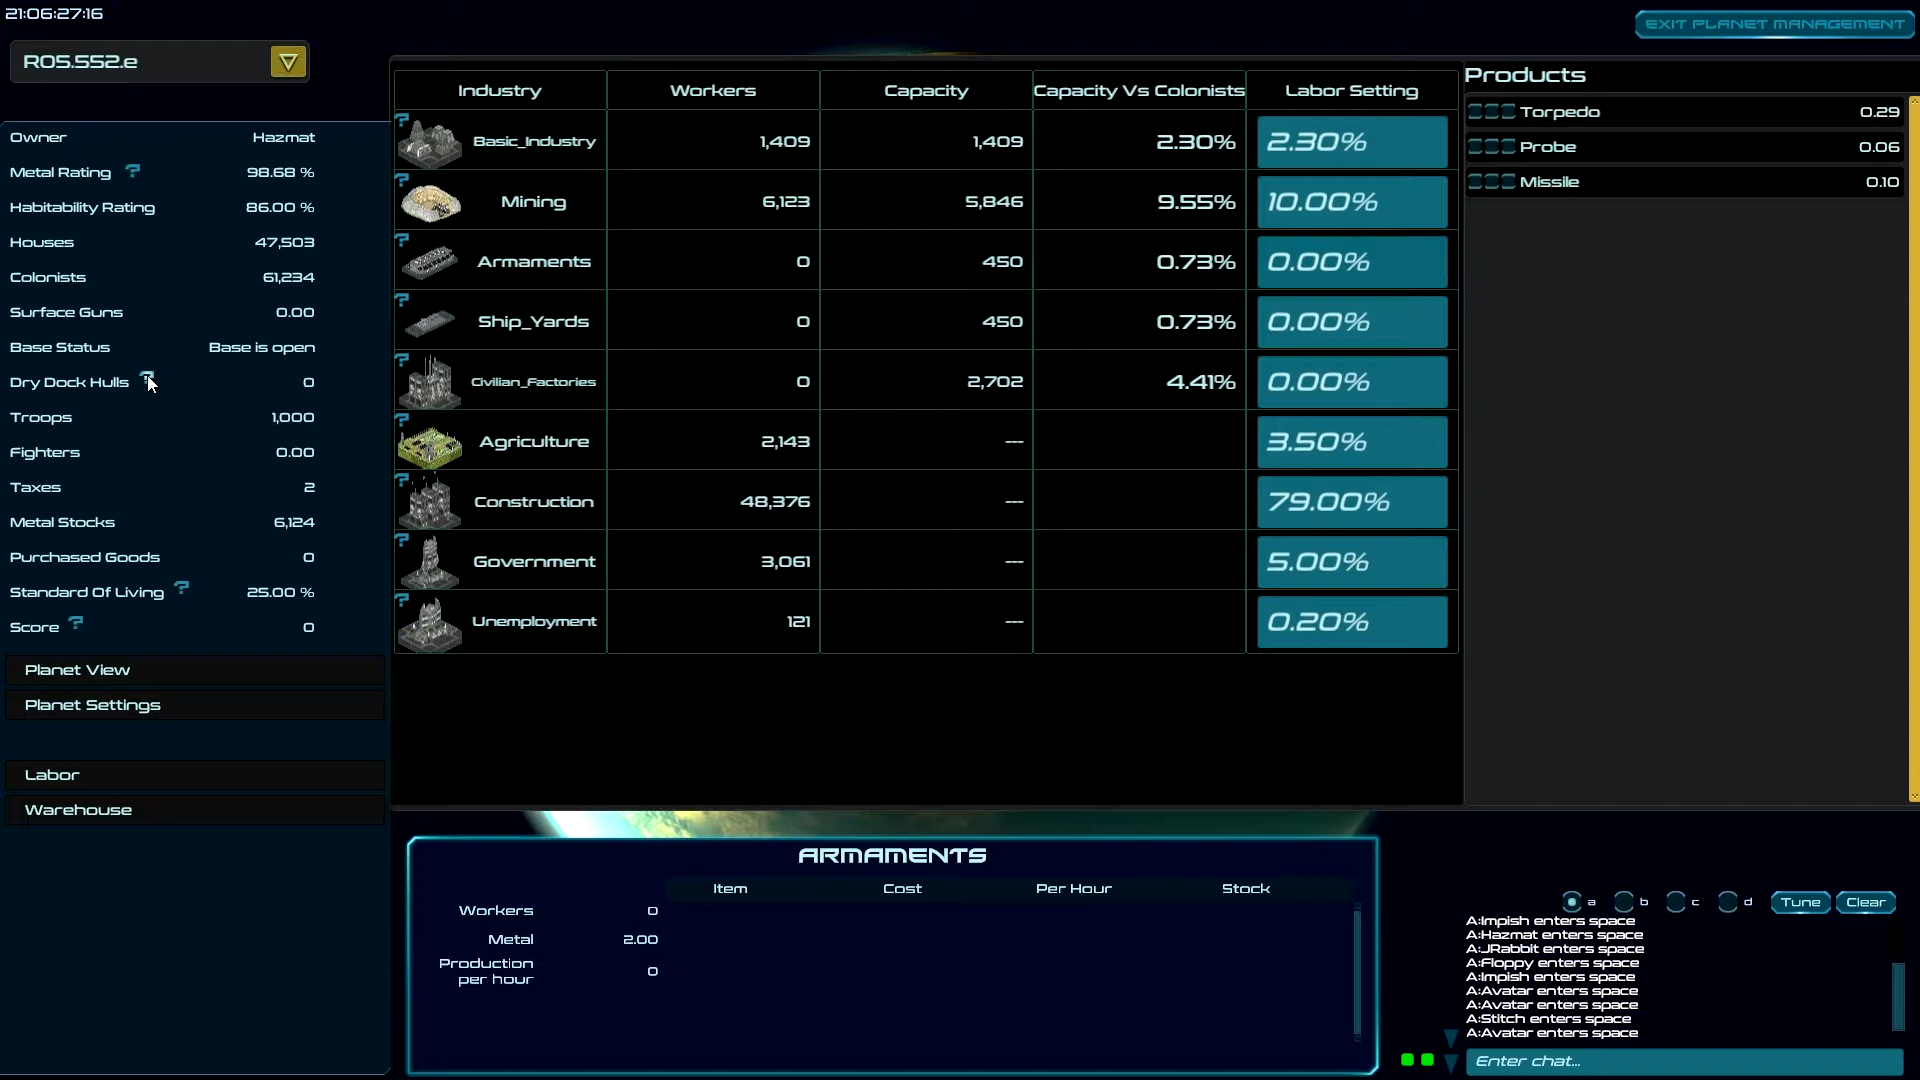 21:06:27:16
EXIT PLANET MANAGEMENT
R05.552.e
Owner Hazmat
Metal Rating ? 98.68 %
Habitability Rating 86.00 %
Houses 47,503
Colonists 61,234
Surface Guns 0.00
Base Status Base is open
Dry Dock Hulls ? 0
Troops 1,000
Fighters 0.00
Taxes 2
Metal Stocks 6,124
Purchased Goods 0
Standard Of Living ? 25.00 %
Score ? 0
Planet View
Planet Settings
Labor
Warehouse
Industry Workers Capacity Capacity Vs Colonists Labor Setting
? Basic_Industry 1,409 1,409 2.30% 2.30%
? Mining 6,123 5,846 9.55% 10.00%
? Armaments 0 450 0.73% 0.00%
? Ship_Yards 0 450 0.73% 0.00%
? Civilian_Factories 0 2,702 4.41% 0.00%
? Agriculture 2,143 --- 3.50%
? Construction 48,376 --- 79.00%
? Government 3,061 --- 5.00%
? Unemployment 121 --- 0.20%
Products
Torpedo 0.29
Probe 0.06
Missile 0.10
ARMAMENTS
Item Cost Per Hour Stock
Workers 0
Metal 2.00
Production
per hour 0
a b c d Tune Clear
A:Impish enters space
A:Hazmat enters space
A:JRabbit enters space
A:Floppy enters space
A:Impish enters space
A:Avatar enters space
A:Avatar enters space
A:Stitch enters space
A:Avatar enters space
Enter chat...